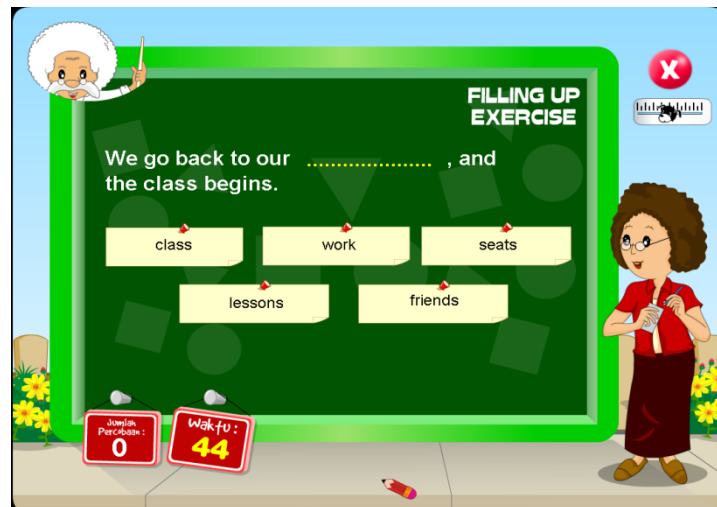 FILLING UP
EXERCISE
We go back to our ..................... , and
the class begins.
class
work
seats
lessons
friends
Jumlah
Percobaan :
0
Waktu :
44
X